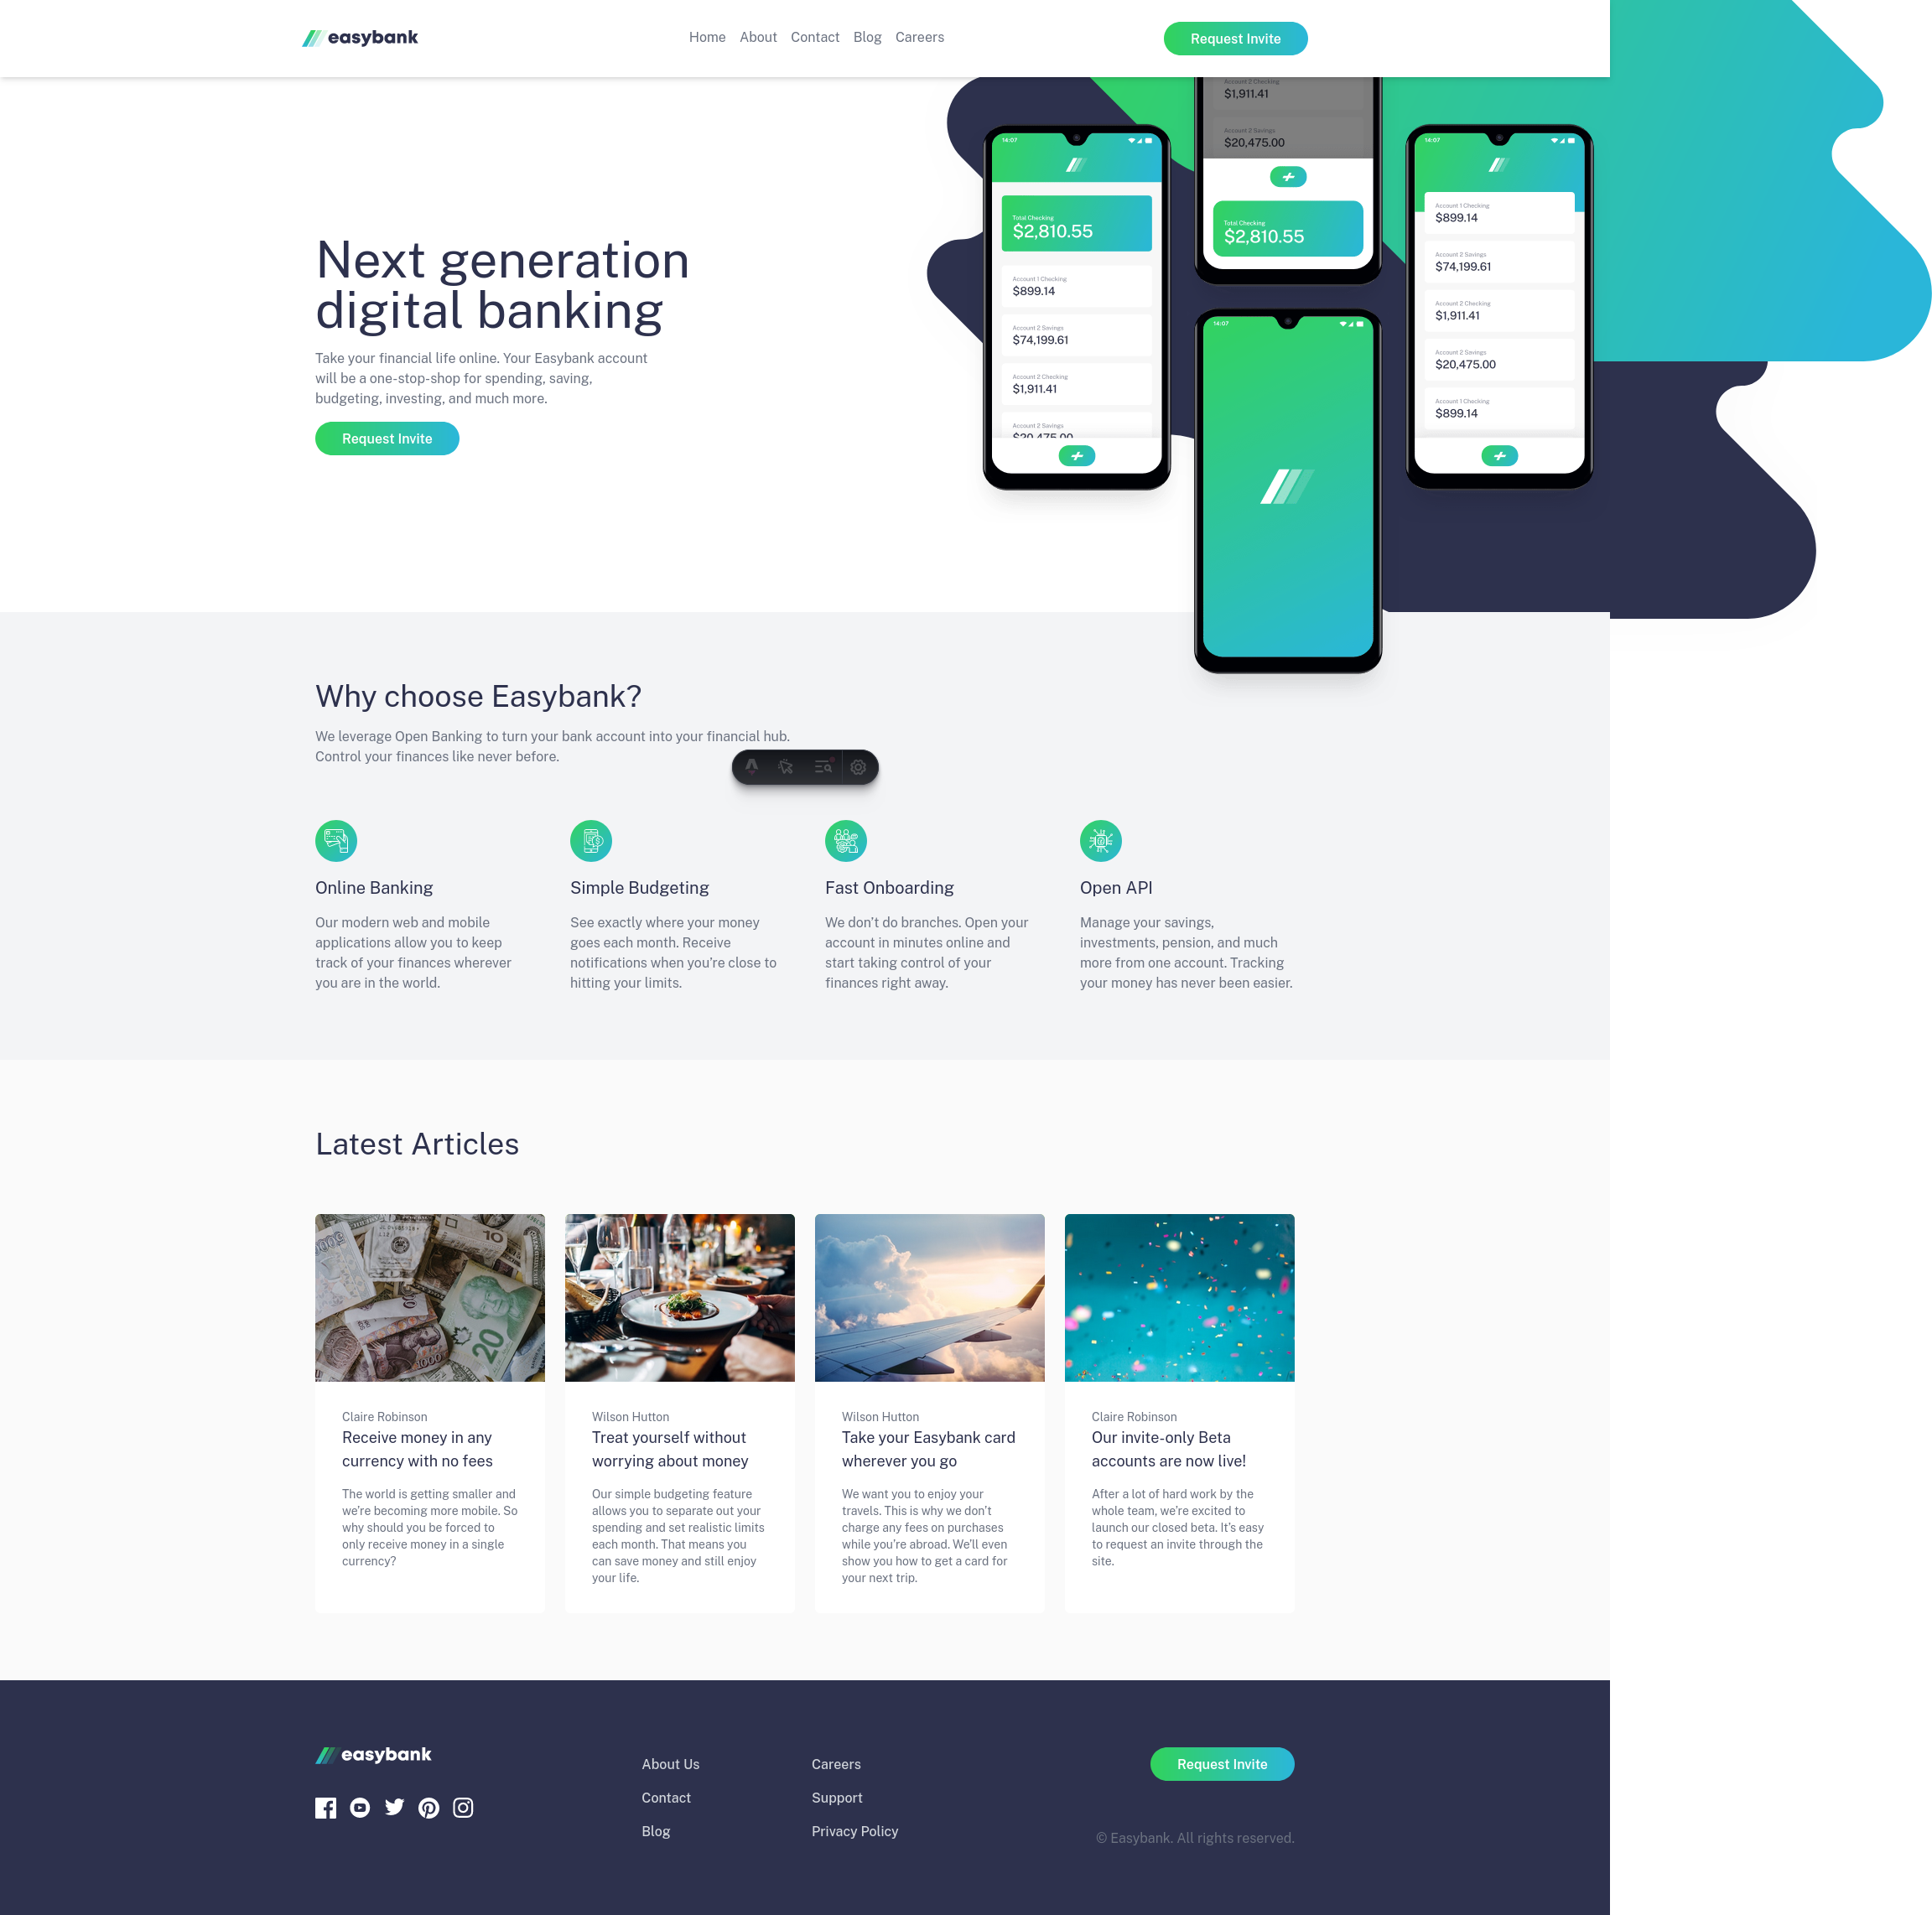 easybank
Home About Contact Blog Careers
Request Invite
Next generation
digital banking
Take your financial life online. Your Easybank account
will be a one-stop-shop for spending, saving,
budgeting, investing, and much more.
Request Invite
14:07
Total Checking
$2,810.55
Account 1 Checking
$899.14
Account 2 Savings
$74,199.61
Account 2 Checking
$1,911.41
Account 2 Savings
$20,475.00
Account 2 Checking
$1,911.41
Account 2 Savings
$20,475.00
Total Checking
$2,810.55
14:07
14:07
Account 1 Checking
$899.14
Account 2 Savings
$74,199.61
Account 2 Checking
$1,911.41
Account 2 Savings
$20,475.00
Account 1 Checking
$899.14
Why choose Easybank?
We leverage Open Banking to turn your bank account into your financial hub.
Control your finances like never before.
Online Banking
Our modern web and mobile
applications allow you to keep
track of your finances wherever
you are in the world.
Simple Budgeting
See exactly where your money
goes each month. Receive
notifications when you're close to
hitting your limits.
Fast Onboarding
We don't do branches. Open your
account in minutes online and
start taking control of your
finances right away.
Open API
Manage your savings,
investments, pension, and much
more from one account. Tracking
your money has never been easier.
Latest Articles
10
20
1000
Claire Robinson
Receive money in any
currency with no fees
The world is getting smaller and
we're becoming more mobile. So
why should you be forced to
only receive money in a single
currency?
Wilson Hutton
Treat yourself without
worrying about money
Our simple budgeting feature
allows you to separate out your
spending and set realistic limits
each month. That means you
can save money and still enjoy
your life.
Wilson Hutton
Take your Easybank card
wherever you go
We want you to enjoy your
travels. This is why we don't
charge any fees on purchases
while you're abroad. We'll even
show you how to get a card for
your next trip.
Claire Robinson
Our invite-only Beta
accounts are now live!
After a lot of hard work by the
whole team, we're excited to
launch our closed beta. It's easy
to request an invite through the
site.
easybank
About Us
Contact
Blog
Careers
Support
Privacy Policy
Request Invite
© Easybank. All rights reserved.